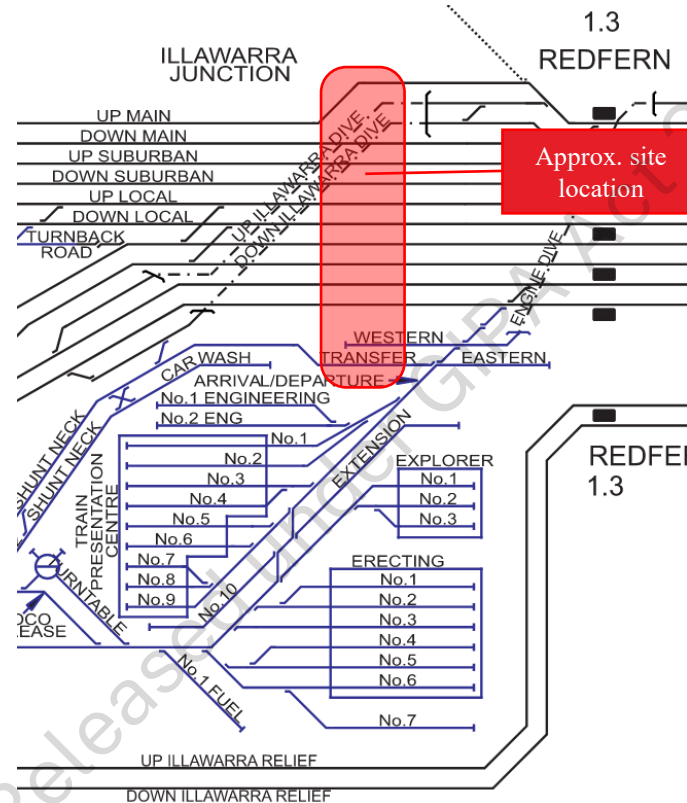 1.3
REDFERN
ILLAWARRA
JUNCTION
UP MAIN
DOWN MAIN
UP SUBURBAN
DOWN SUBURBAN
UP LOCAL
DOWN LOCAL
TURNBACK
ROAD
UP ILLAWARRA DIVE
DOWN ILLAWARRA DIVE
Approx. site
location
ENGINE DIVE
WESTERN
TRANSFER
EASTERN
CAR WASH
ARRIVAL/DEPARTURE
No.1 ENGINEERING
No.2 ENG
SHUNT NECK
SHUNT NECK
TRAIN
PRESENTATION
CENTRE
No.1
No.2
No.3
No.4
No.5
No.6
No.7
No.8
No.9
No.10
EXTENSION
EXPLORER
No.1
No.2
No.3
REDFE
1.3
ERECTING
No.1
No.2
No.3
No.4
No.5
No.6
No.7
TURNTABLE
OCO
EASE
No.1 FUEL
UP ILLAWARRA RELIEF
DOWN ILLAWARRA RELIEF
Released under GIPA Act